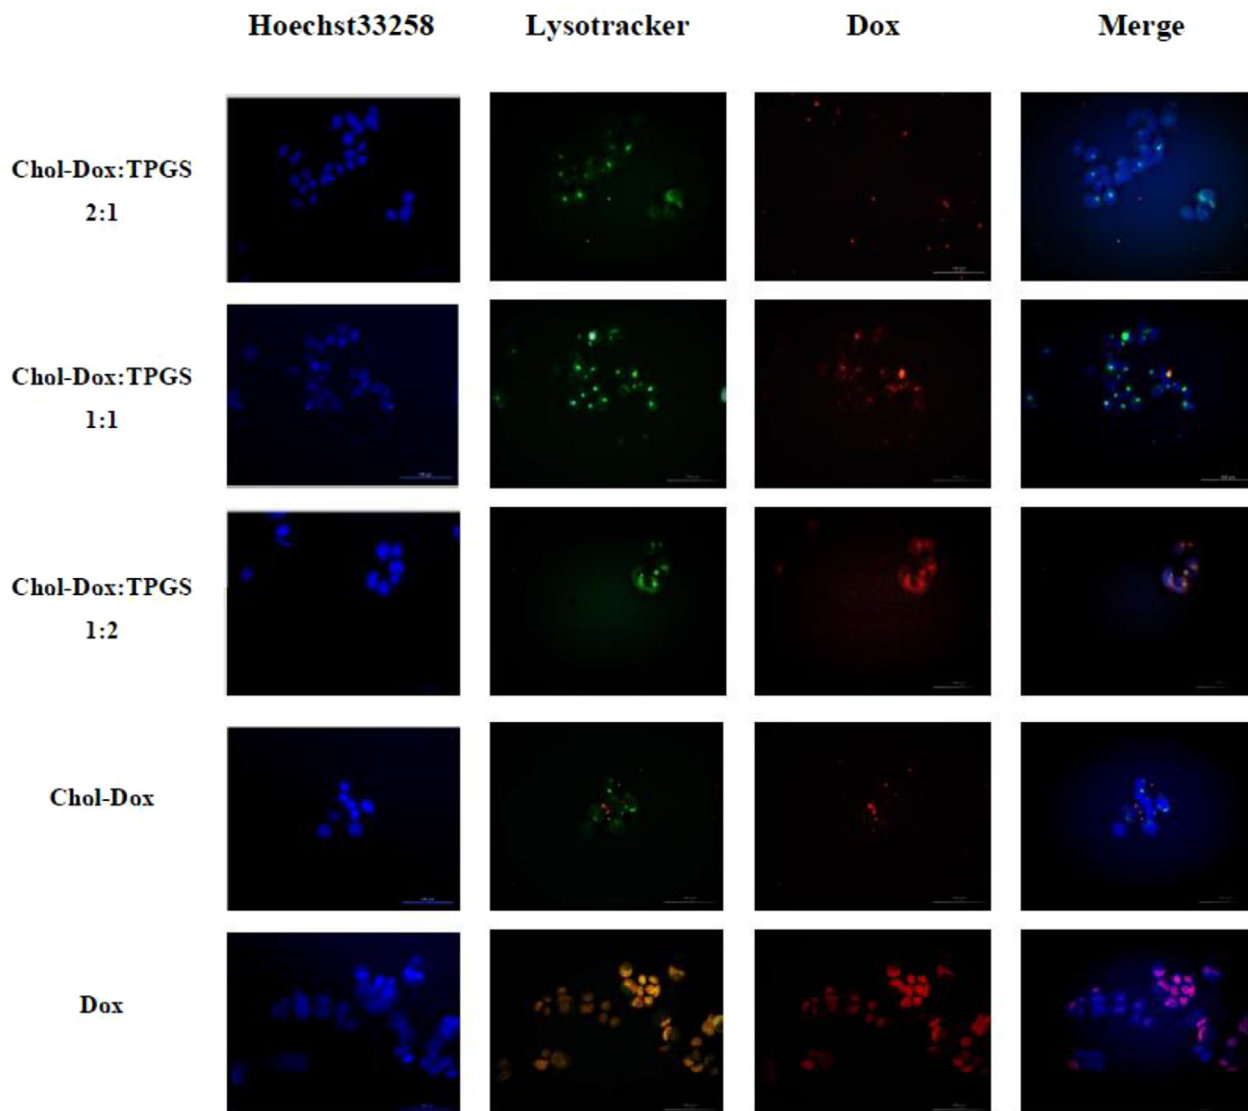 Hoechst33258 Lysotracker Dox Merge
Chol-Dox:TPGS
2:1
Chol-Dox:TPGS
1:1
Chol-Dox:TPGS
1:2
Chol-Dox
Dox